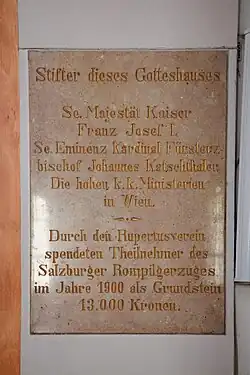 Stifter dieses Gotteshauses
Se. Majestät Kaiser
Franz Josef I.
Se. Eminenz Kardinal Fürsterz-
bischof Johannes Katschthaler.
Die hohen k.k. Ministerien
in Wien.
Durch den Rupertusverein
spendeten Theilnehmer des
Salzburger Rompilgerzuges
im Jahre 1900 als Grundstein
13.000 Kronen.